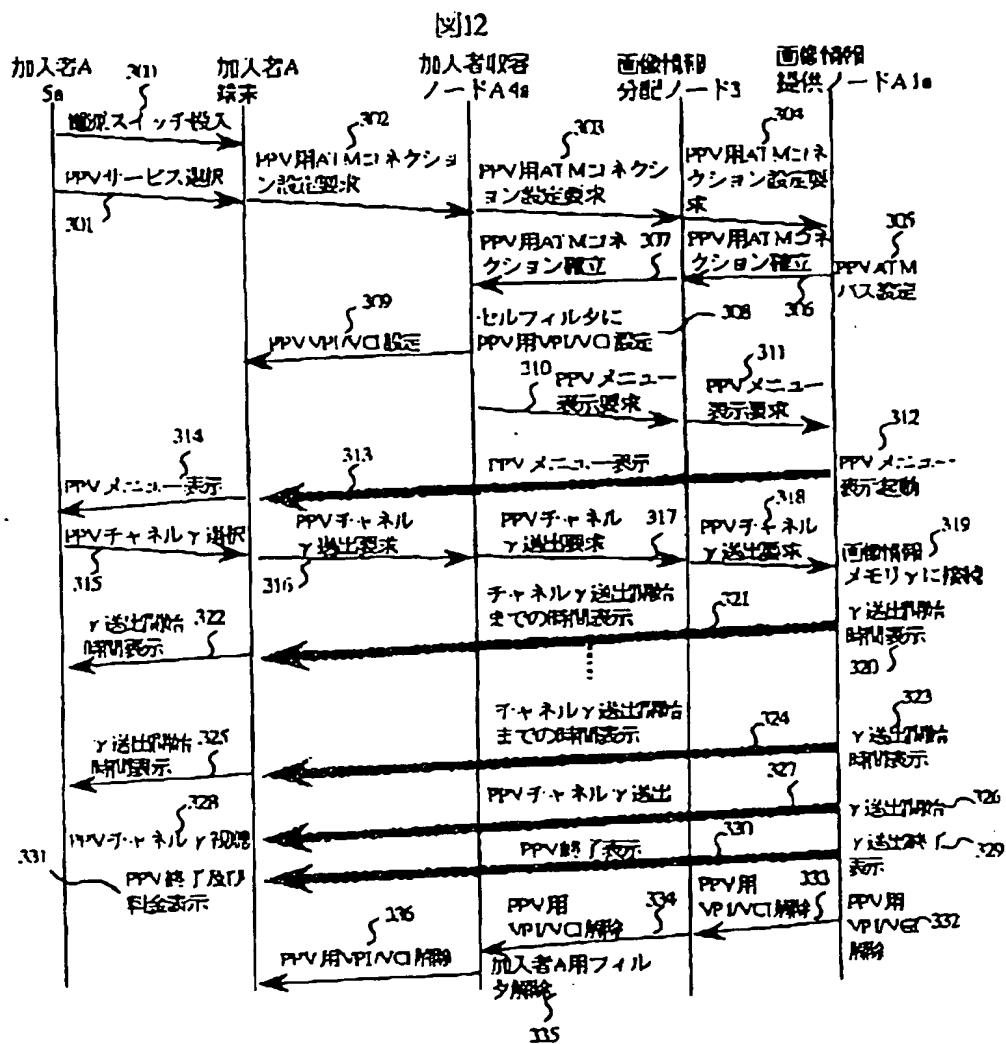 図12
加入者A
5a
加入者A
端末
加入者収容
ノードA4a
画像情報
分配ノード3
画像情報
提供ノードA1a
300
電源スイッチ投入
302
PPV用ATMコネクショ
ン設定要求
303
PPV用ATMコネクシ
ョン設定要求
304
PPV用ATMコネ
クション設定要
求
PPVサービス選択
301
PPV用ATMコネ
クション確立
307
PPV用ATMコネ
クション確立
306
305
PPV ATM
パス設定
309
PPV VPI/VCI設定
セルフィルタに
PPV用VPI/VCI設定
308
310
PPVメニュー
表示要求
311
PPVメニュー
表示要求
312
PPVメニュー
表示起動
314
PPVメニュー表示
313
PPVメニュー表示
PPVチャネルγ選択
315
PPVチャネル
γ送出要求
316
PPVチャネル
γ送出要求
317
318
PPVチャネル
γ送出要求
319
画像情報
メモリγに接続
γ送出開始
時間表示
322
チャネルγ送出開始
までの時間表示
321
γ送出開始
時間表示
320
γ送出開始
時間表示
325
チャネルγ送出開始
までの時間表示
324
323
γ送出開始
時間表示
328
PPVチャネルγ視聴
PPVチャネルγ送出
327
γ送出開始
326
331
PPV終了及び
料金表示
PPV終了表示
330
γ送出終了
表示
329
336
PPV用VPI/VCI解除
PPV用
VPI/VCI解除
334
PPV用
VPI/VCI解除
333
PPV用
VPI/VCI
解除
332
加入者A用フィル
タ解除
335